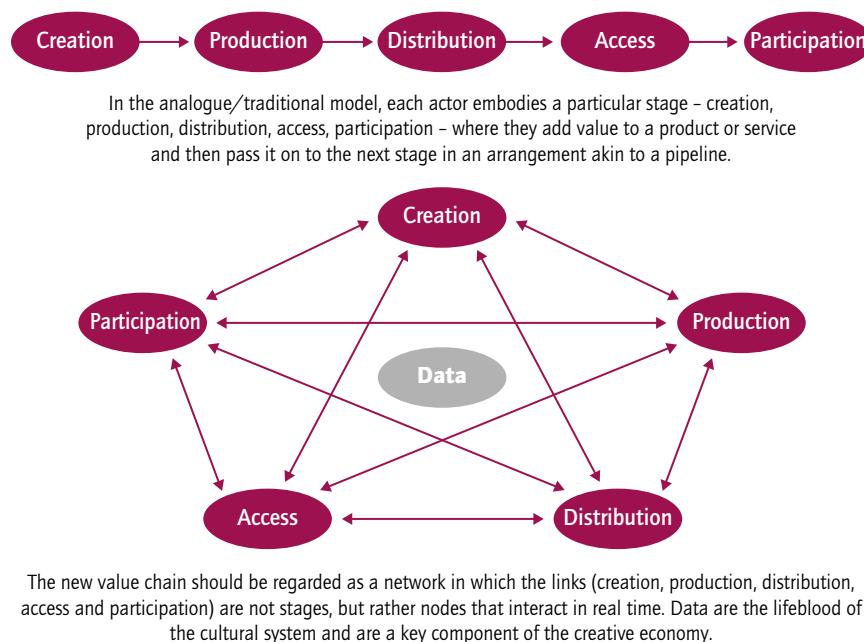 Creation
Production
Distribution
Access
Participation
In the analogue/traditional model, each actor embodies a particular stage – creation,
production, distribution, access, participation – where they add value to a product or service
and then pass it on to the next stage in an arrangement akin to a pipeline.
Creation
Participation
Production
Data
Access
Distribution
The new value chain should be regarded as a network in which the links (creation, production, distribution,
access and participation) are not stages, but rather nodes that interact in real time. Data are the lifeblood of
the cultural system and are a key component of the creative economy.